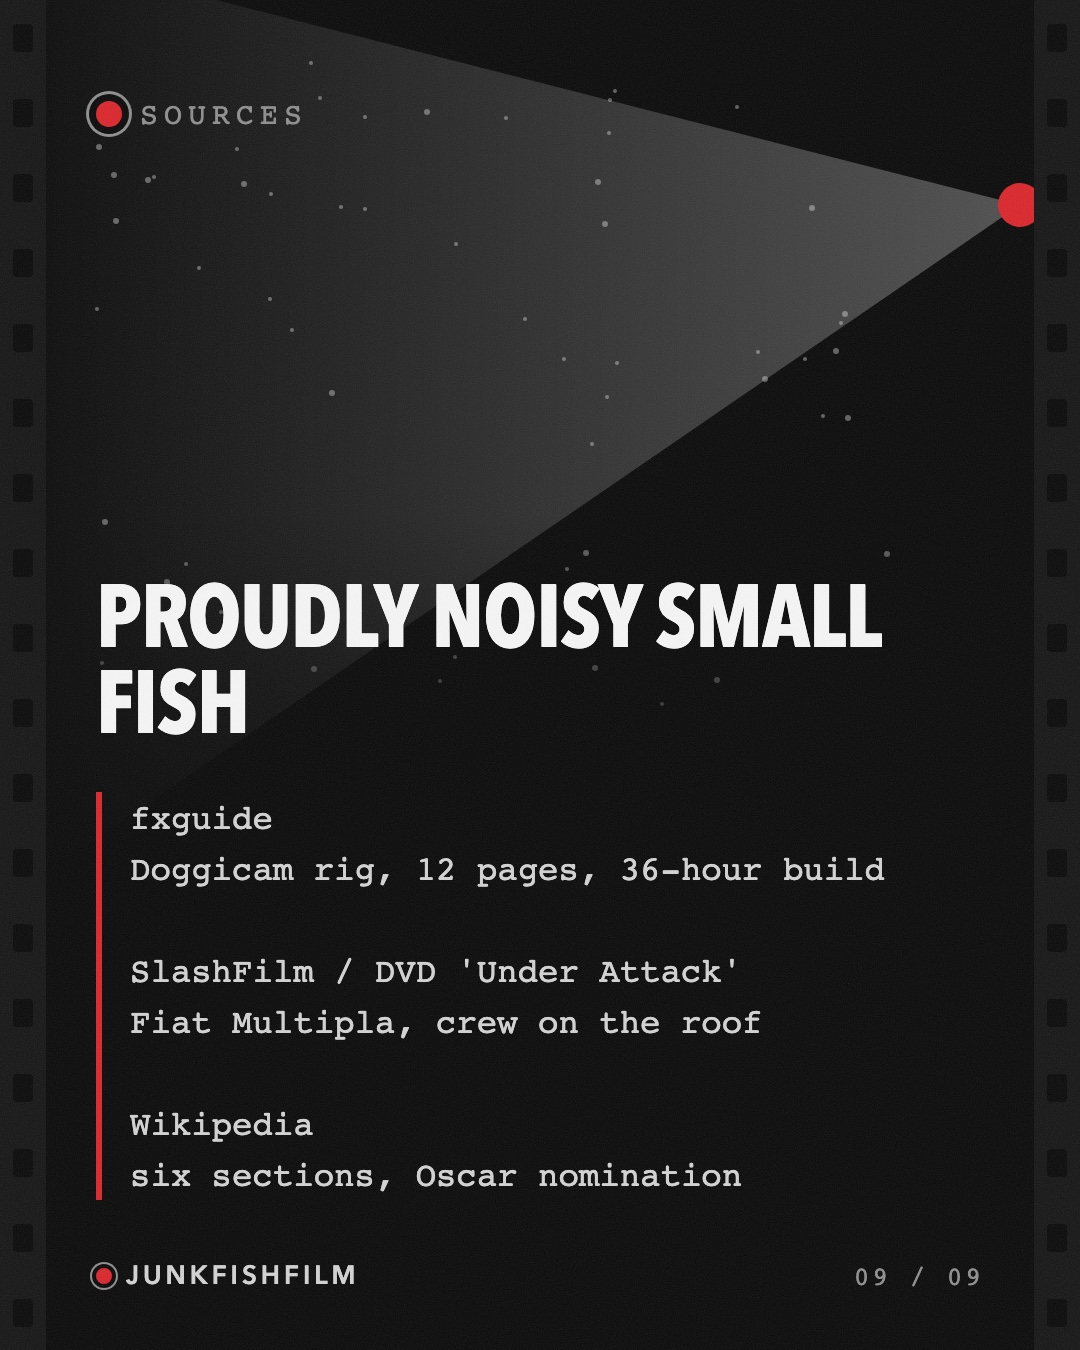 SOURCES
PROUDLY NOISY SMALL
FISH
fxguide
Doggicam rig, 12 pages, 36-hour build
SlashFilm / DVD 'Under Attack'
Fiat Multipla, crew on the roof
Wikipedia
six sections, Oscar nomination
JUNKFISHFILM
09 / 09